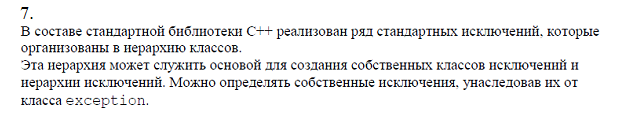 7.
В составе стандартной библиотеки C++ реализован ряд стандартных исключений, которые
организованы в иерархию классов.
Эта иерархия может служить основой для создания собственных классов исключений и
иерархии исключений. Можно определять собственные исключения, унаследовав их от
класса exception.